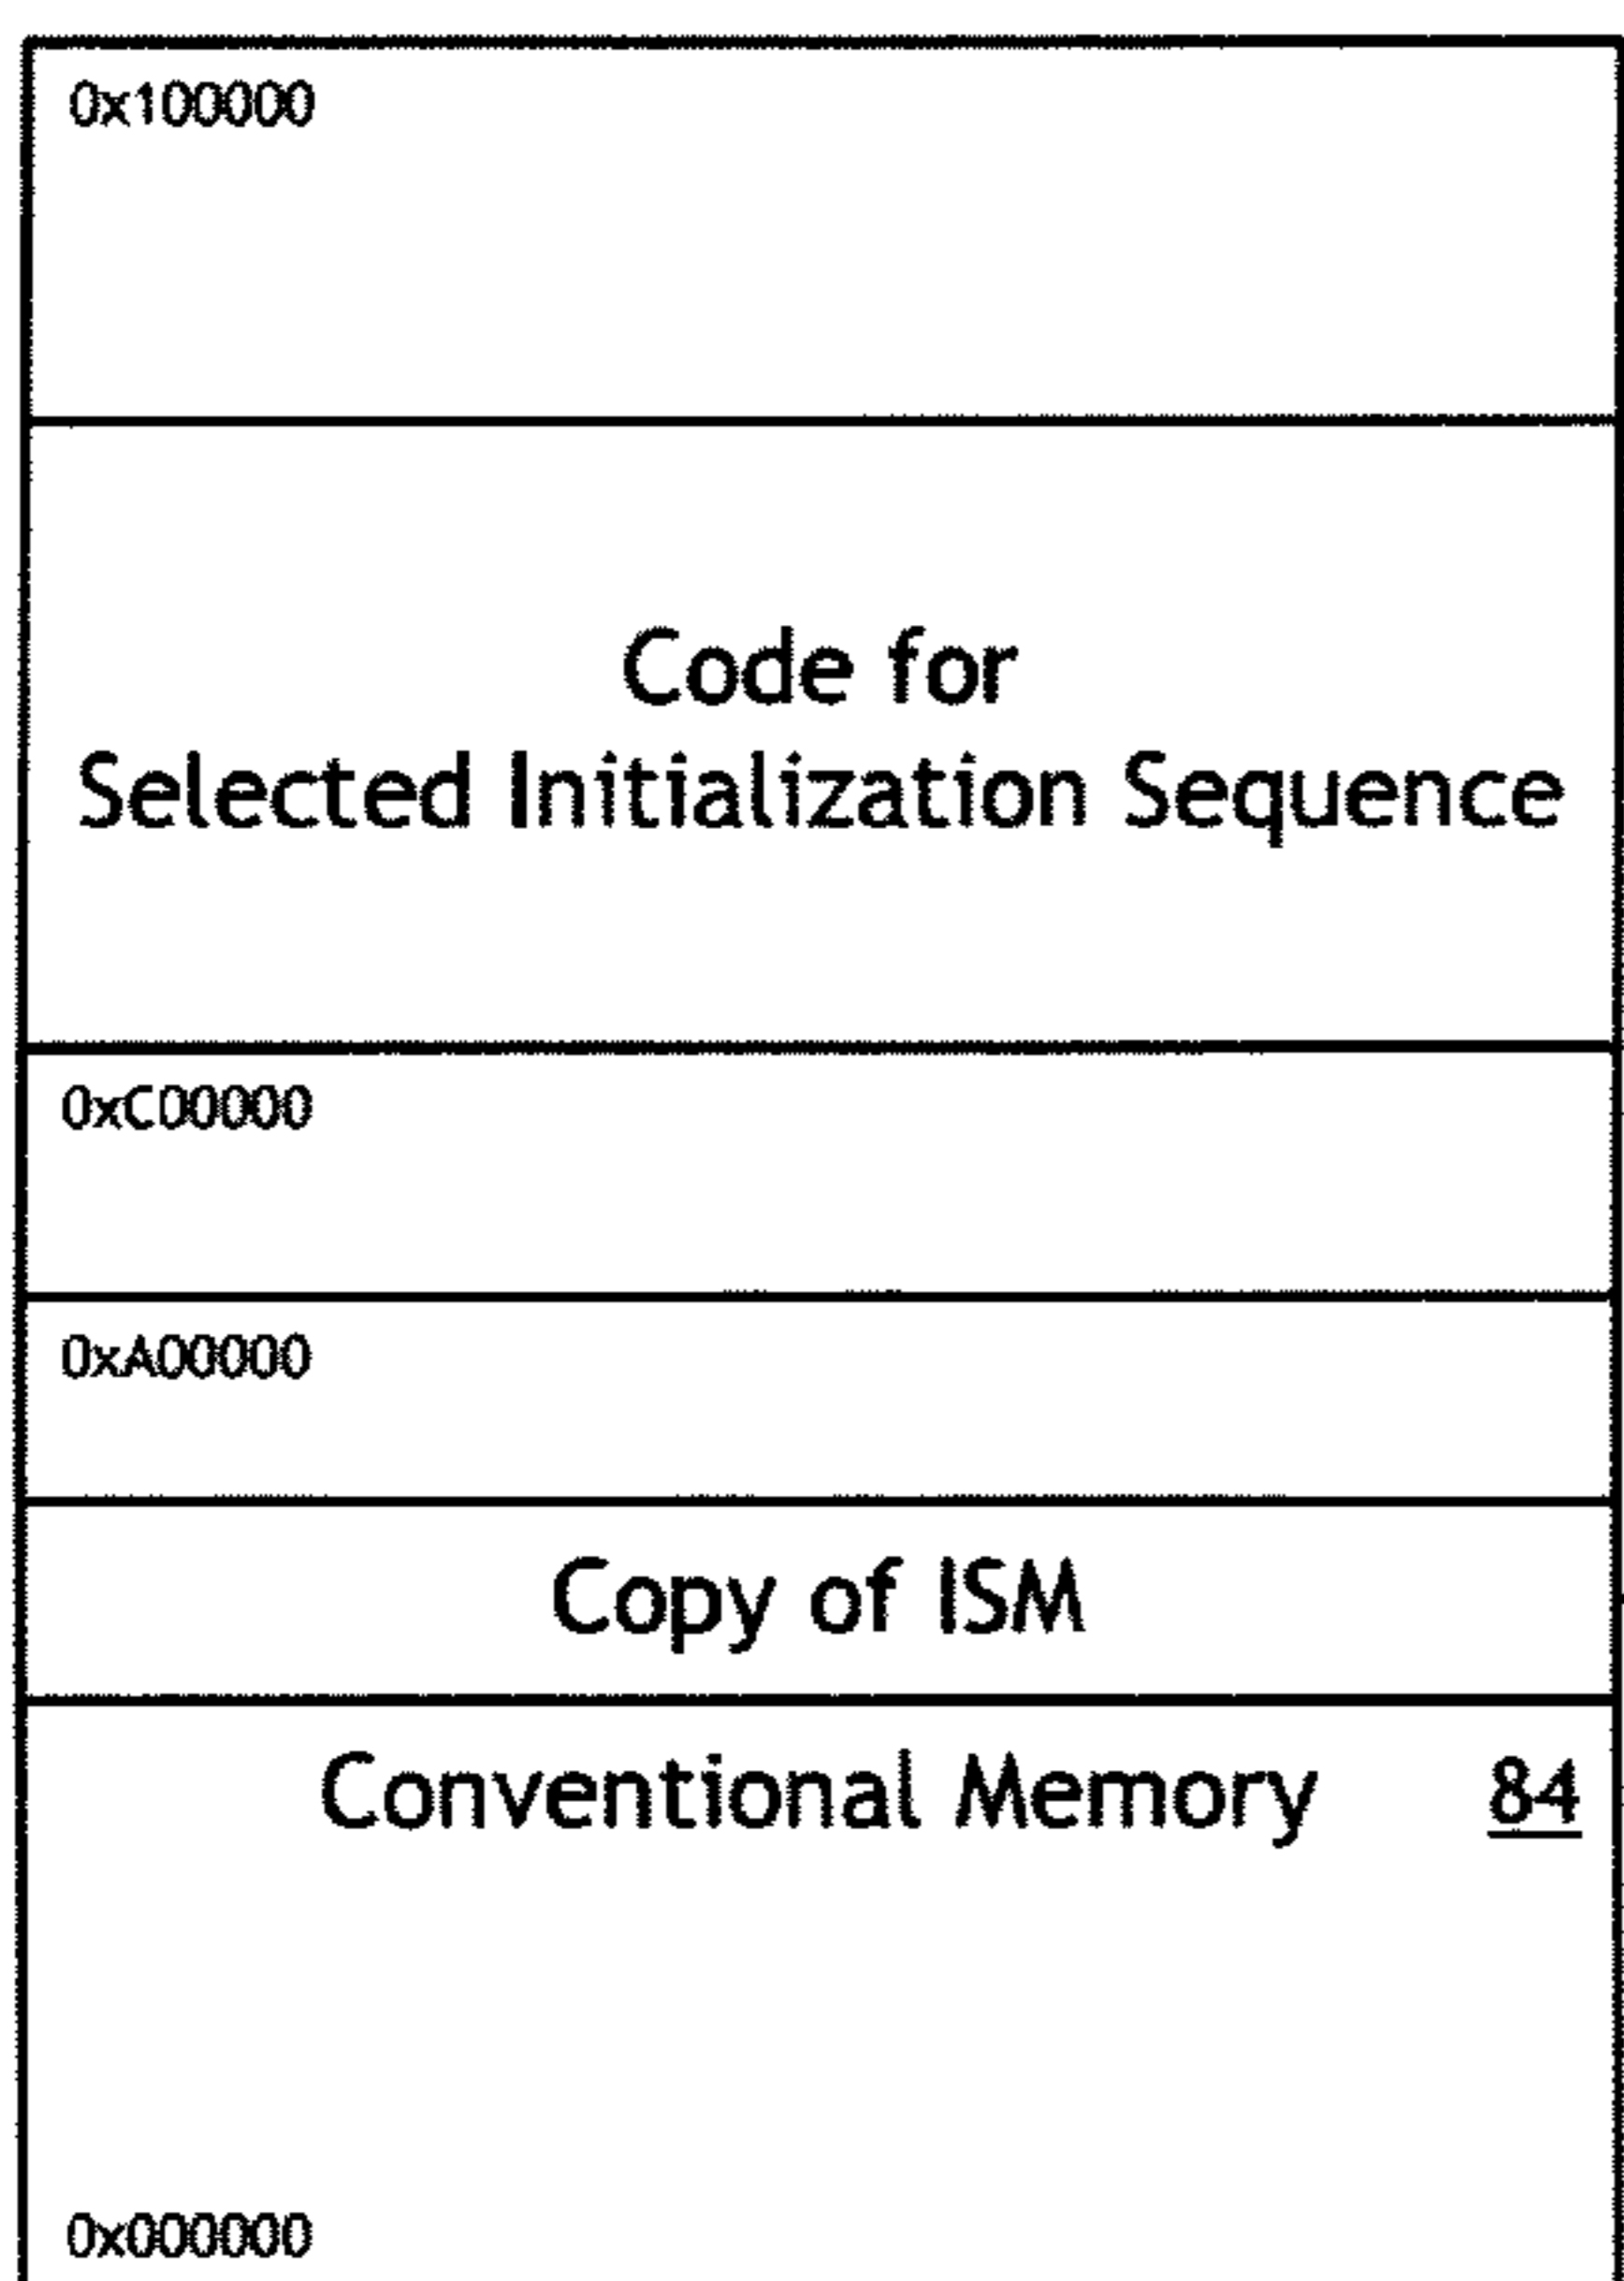 0x100000
Code for
Selected Initialization Sequence
0xC00000
0xA00000
Copy of ISM
Conventional Memory 84
0x000000